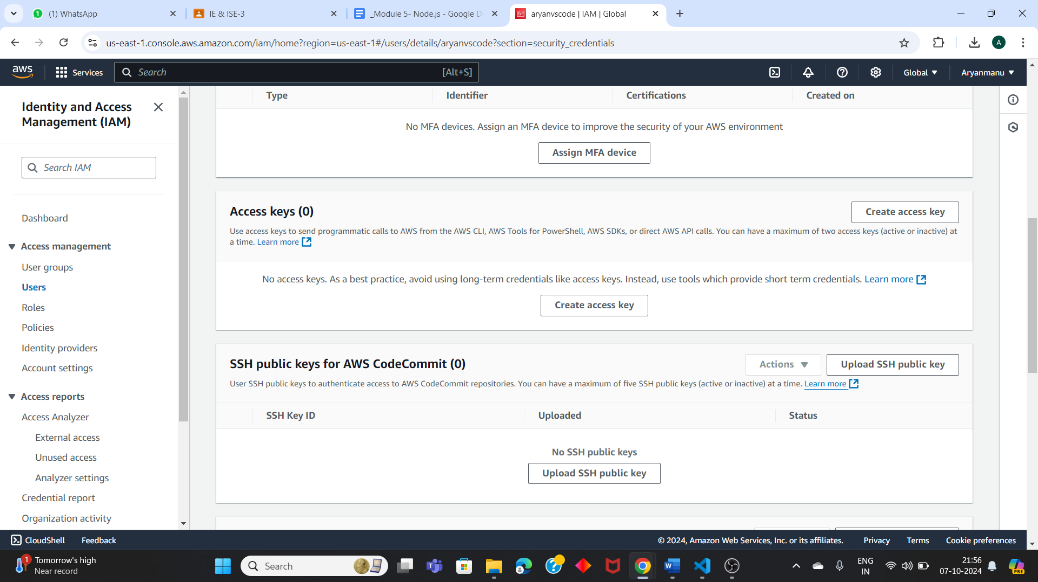 (1) WhatsApp
IE & ISE-3
_Module 5- Node.js - Google D
aryanvscode | IAM | Global
us-east-1.console.aws.amazon.com/iam/home?region=us-east-1#/users/details/aryanvscode?section=security_credentials
A
aws
Services
Search
[Alt+S]
Global
Aryanmanu
Identity and Access
Management (IAM)
Search IAM
Dashboard
Access management
User groups
Users
Roles
Policies
Identity providers
Account settings
Access reports
Access Analyzer
External access
Unused access
Analyzer settings
Credential report
Organization activity
Type Identifier Certifications Created on
No MFA devices. Assign an MFA device to improve the security of your AWS environment
Assign MFA device
Access keys (0)
Create access key
Use access keys to send programmatic calls to AWS from the AWS CLI, AWS Tools for PowerShell, AWS SDKs, or direct AWS API calls. You can have a maximum of two access keys (active or inactive) at
a time. Learn more
No access keys. As a best practice, avoid using long-term credentials like access keys. Instead, use tools which provide short term credentials. Learn more
Create access key
SSH public keys for AWS CodeCommit (0)
Actions
Upload SSH public key
User SSH public keys to authenticate access to AWS CodeCommit repositories. You can have a maximum of five SSH public keys (active or inactive) at a time. Learn more
SSH Key ID Uploaded Status
No SSH public keys
Upload SSH public key
CloudShell
Feedback
© 2024, Amazon Web Services, Inc. or its affiliates.
Privacy
Terms
Cookie preferences
1
Tomorrow's high
Near record
Search
ENG
IN
21:56
07-10-2024